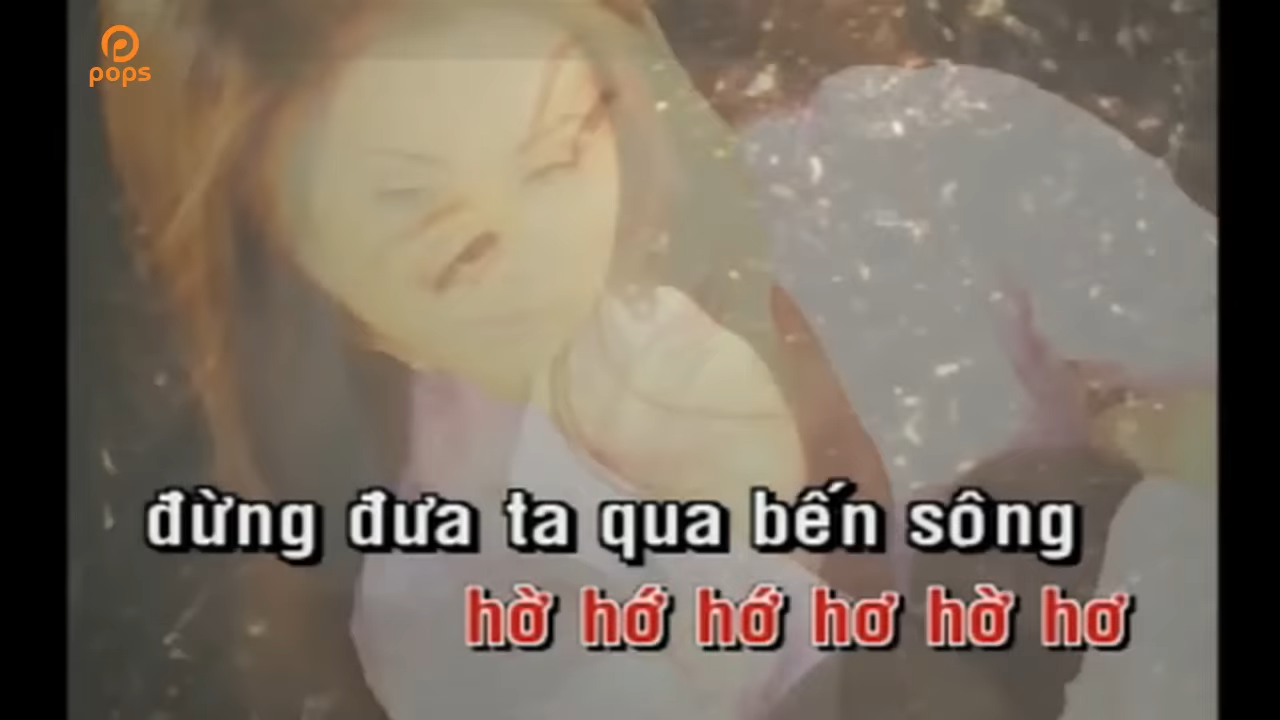 pops
đừng đưa ta qua bến sông
hờ hớ hớ hơ hờ hơ